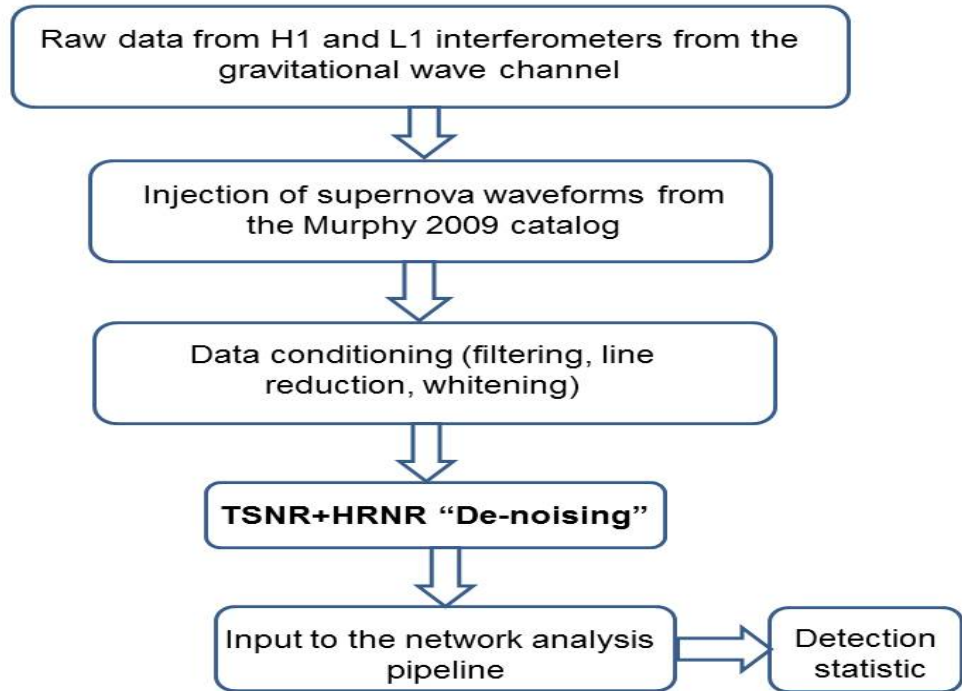 Raw data from H1 and L1 interferometers from the
gravitational wave channel
Injection of supernova waveforms from
the Murphy 2009 catalog
Data conditioning (filtering, line
reduction, whitening)
TSNR+HRNR “De-noising”
Input to the network analysis
pipeline
Detection
statistic